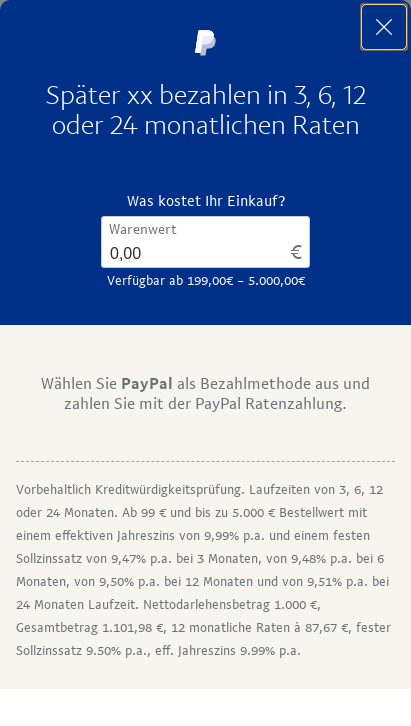 Später xx bezahlen in 3, 6, 12
oder 24 monatlichen Raten
Was kostet Ihr Einkauf?
Warenwert
0,00 €
Verfügbar ab 199,00€ – 5.000,00€
Wählen Sie PayPal als Bezahlmethode aus und
zahlen Sie mit der PayPal Ratenzahlung.
Vorbehaltlich Kreditwürdigkeitsprüfung. Laufzeiten von 3, 6, 12
oder 24 Monaten. Ab 99 € und bis zu 5.000 € Bestellwert mit
einem effektiven Jahreszins von 9,99% p.a. und einem festen
Sollzinssatz von 9,47% p.a. bei 3 Monaten, von 9,48% p.a. bei 6
Monaten, von 9,50% p.a. bei 12 Monaten und von 9,51% p.a. bei
24 Monaten Laufzeit. Nettodarlehensbetrag 1.000 €,
Gesamtbetrag 1.101,98 €, 12 monatliche Raten à 87,67 €, fester
Sollzinssatz 9.50% p.a., eff. Jahreszins 9.99% p.a.